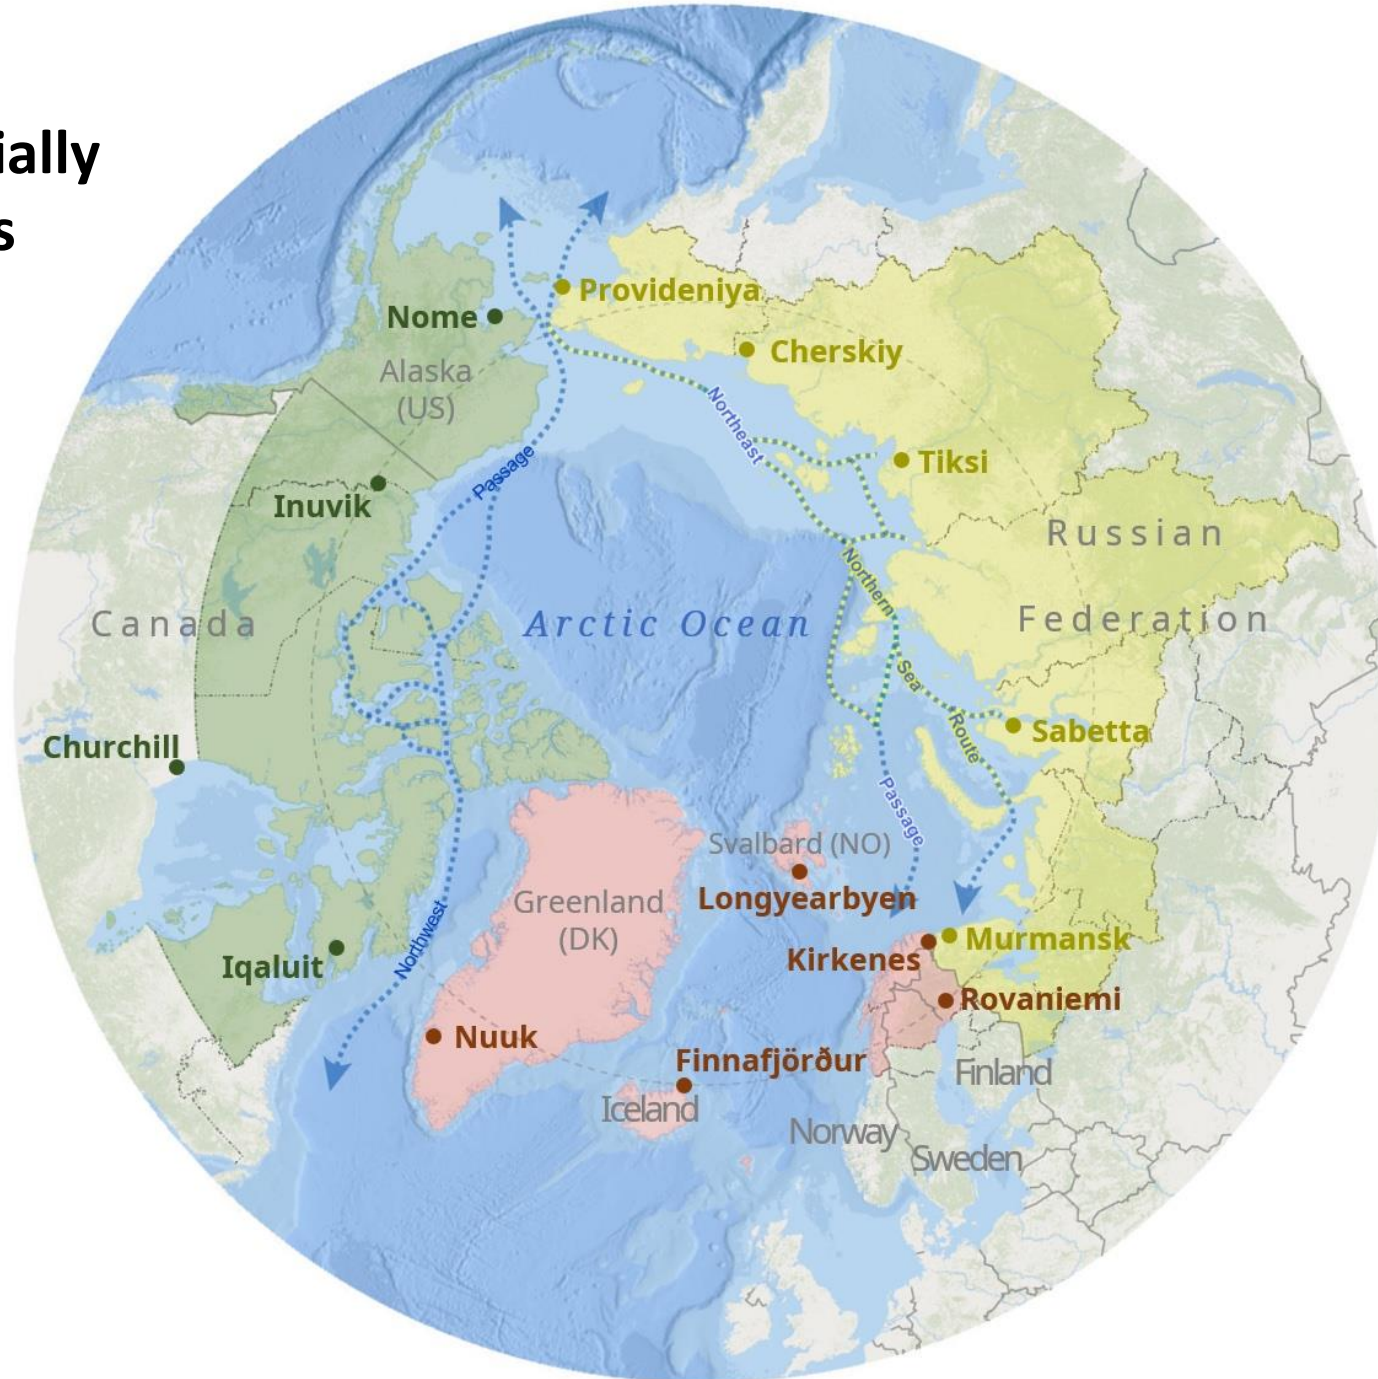 ially
s
Provideniya
Nome
Cherskiy
Alaska
(US)
Northeast
Passage
Tiksi
Inuvik
Russian
Northern
Canada
Arctic Ocean
Federation
Sea
Churchill
Route
Sabetta
Passage
Svalbard (NO)
Longyearbyen
Greenland
(DK)
Northwest
Murmansk
Kirkenes
Iqaluit
Rovaniemi
Nuuk
Finnafjörður
Finland
Iceland
Norway
Sweden